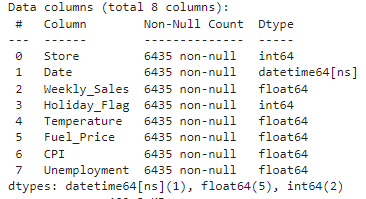 Data columns (total 8 columns):
 #   Column        Non-Null Count  Dtype
---  ------        --------------  -----
 0   Store         6435 non-null   int64
 1   Date          6435 non-null   datetime64[ns]
 2   Weekly_Sales  6435 non-null   float64
 3   Holiday_Flag  6435 non-null   int64
 4   Temperature   6435 non-null   float64
 5   Fuel_Price    6435 non-null   float64
 6   CPI           6435 non-null   float64
 7   Unemployment  6435 non-null   float64
dtypes: datetime64[ns](1), float64(5), int64(2)